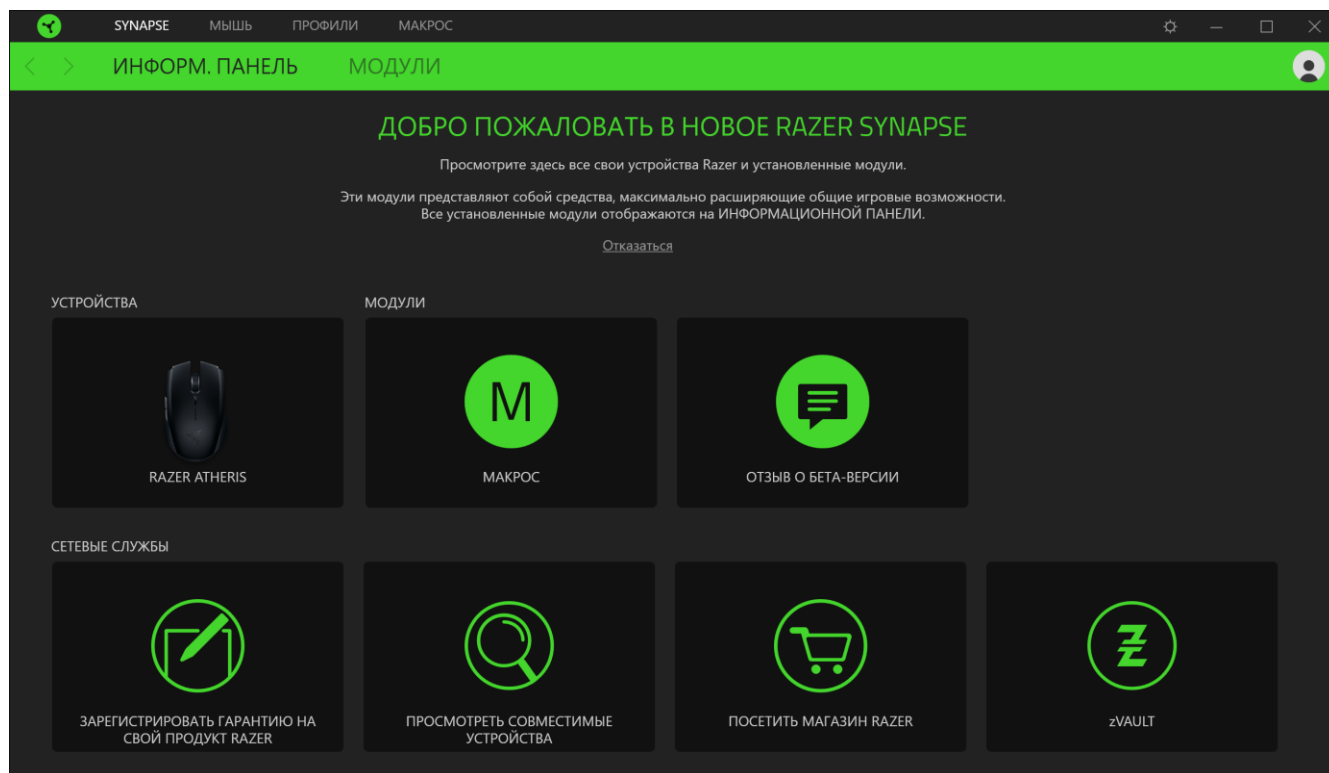 SYNAPSE МЫШЬ ПРОФИЛИ МАКРОС
ИНФОРМ. ПАНЕЛЬ МОДУЛИ
ДОБРО ПОЖАЛОВАТЬ В НОВОЕ RAZER SYNAPSE
Просмотрите здесь все свои устройства Razer и установленные модули.
Эти модули представляют собой средства, максимально расширяющие общие игровые возможности.
Все установленные модули отображаются на ИНФОРМАЦИОННОЙ ПАНЕЛИ.
Отказаться
УСТРОЙСТВА МОДУЛИ
M
RAZER ATHERIS МАКРОС ОТЗЫВ О БЕТА-ВЕРСИИ
СЕТЕВЫЕ СЛУЖБЫ
ЗАРЕГИСТРИРОВАТЬ ГАРАНТИЮ НА
СВОЙ ПРОДУКТ RAZER
ПРОСМОТРЕТЬ СОВМЕСТИМЫЕ
УСТРОЙСТВА
ПОСЕТИТЬ МАГАЗИН RAZER
zVAULT